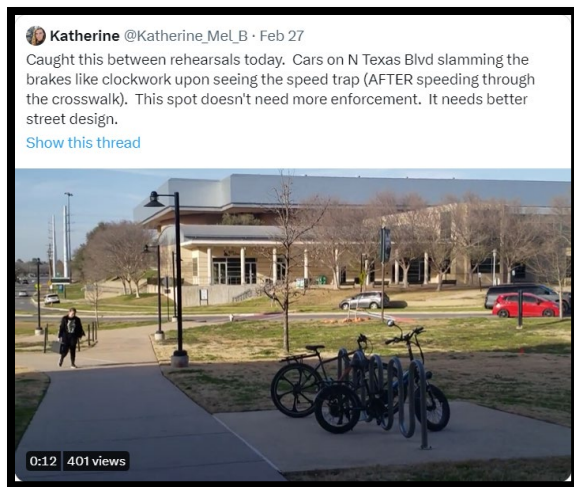 Katherine @Katherine_Mel_B · Feb 27
Caught this between rehearsals today. Cars on N Texas Blvd slamming the
brakes like clockwork upon seeing the speed trap (AFTER speeding through
the crosswalk). This spot doesn't need more enforcement. It needs better
street design.
Show this thread
0:12 401 views